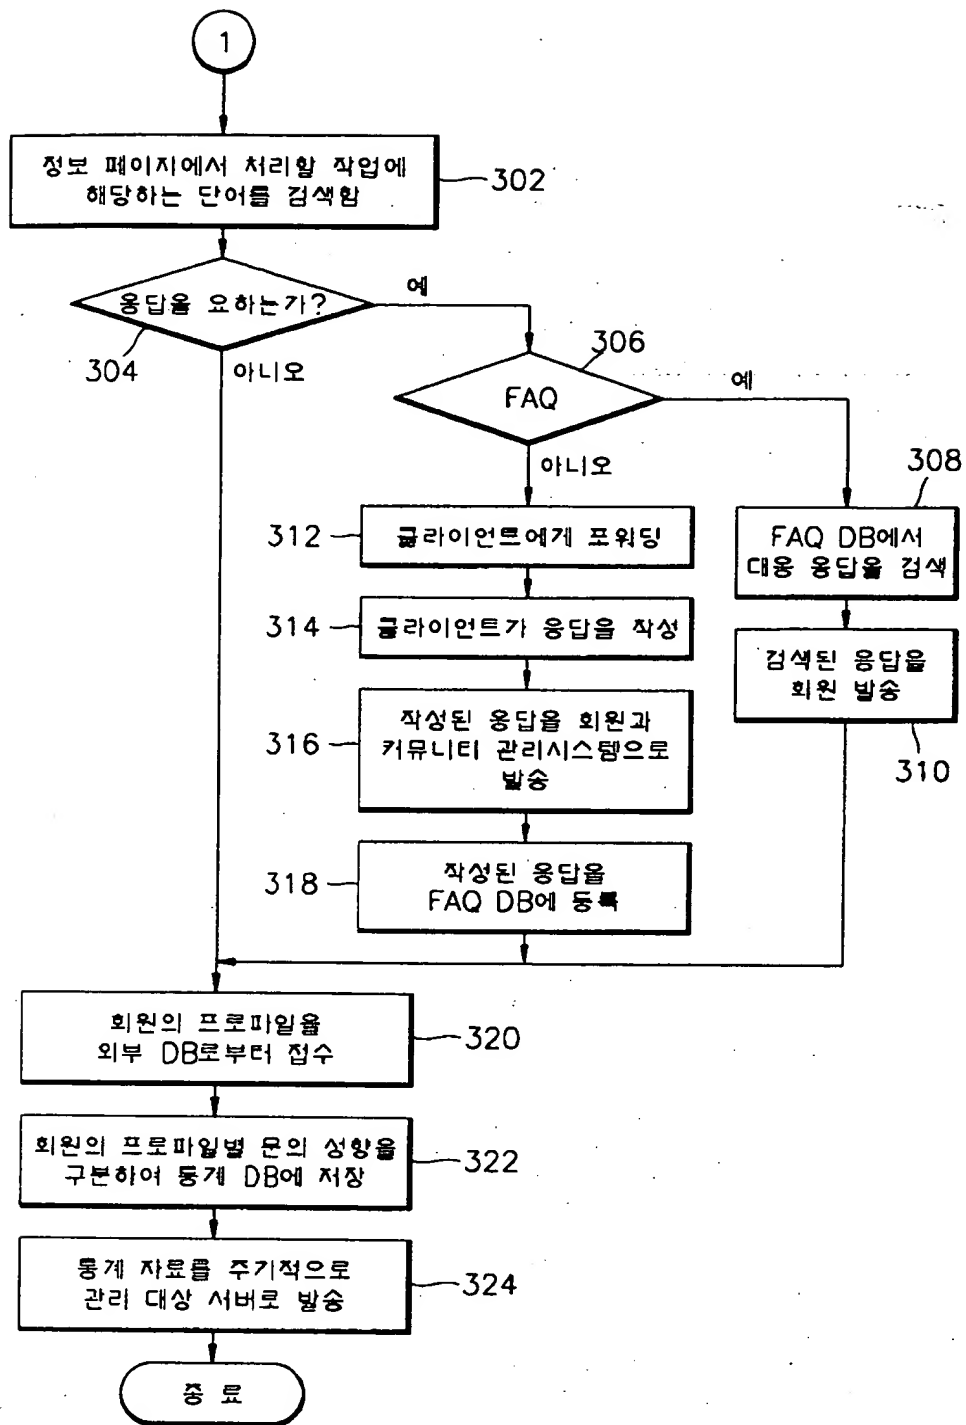 1
정보 페이지에서 처리할 작업에
해당하는 단어를 검색함
302
응답을 요하는가?
예
304
아니오
306
FAQ
예
아니오
308
312
클라이언트에게 포워딩
FAQ DB에서
대응 응답을 검색
314
클라이언트가 응답을 작성
검색된 응답을
회원 발송
310
316
작성된 응답을 회원과
커뮤니티 관리시스템으로
발송
318
작성된 응답을
FAQ DB에 등록
회원의 프로파일을
외부 DB로부터 접수
320
회원의 프로파일별 문의 성향을
구분하여 통계 DB에 저장
322
통계 자료를 주기적으로
관리 대상 서버로 발송
324
종 료